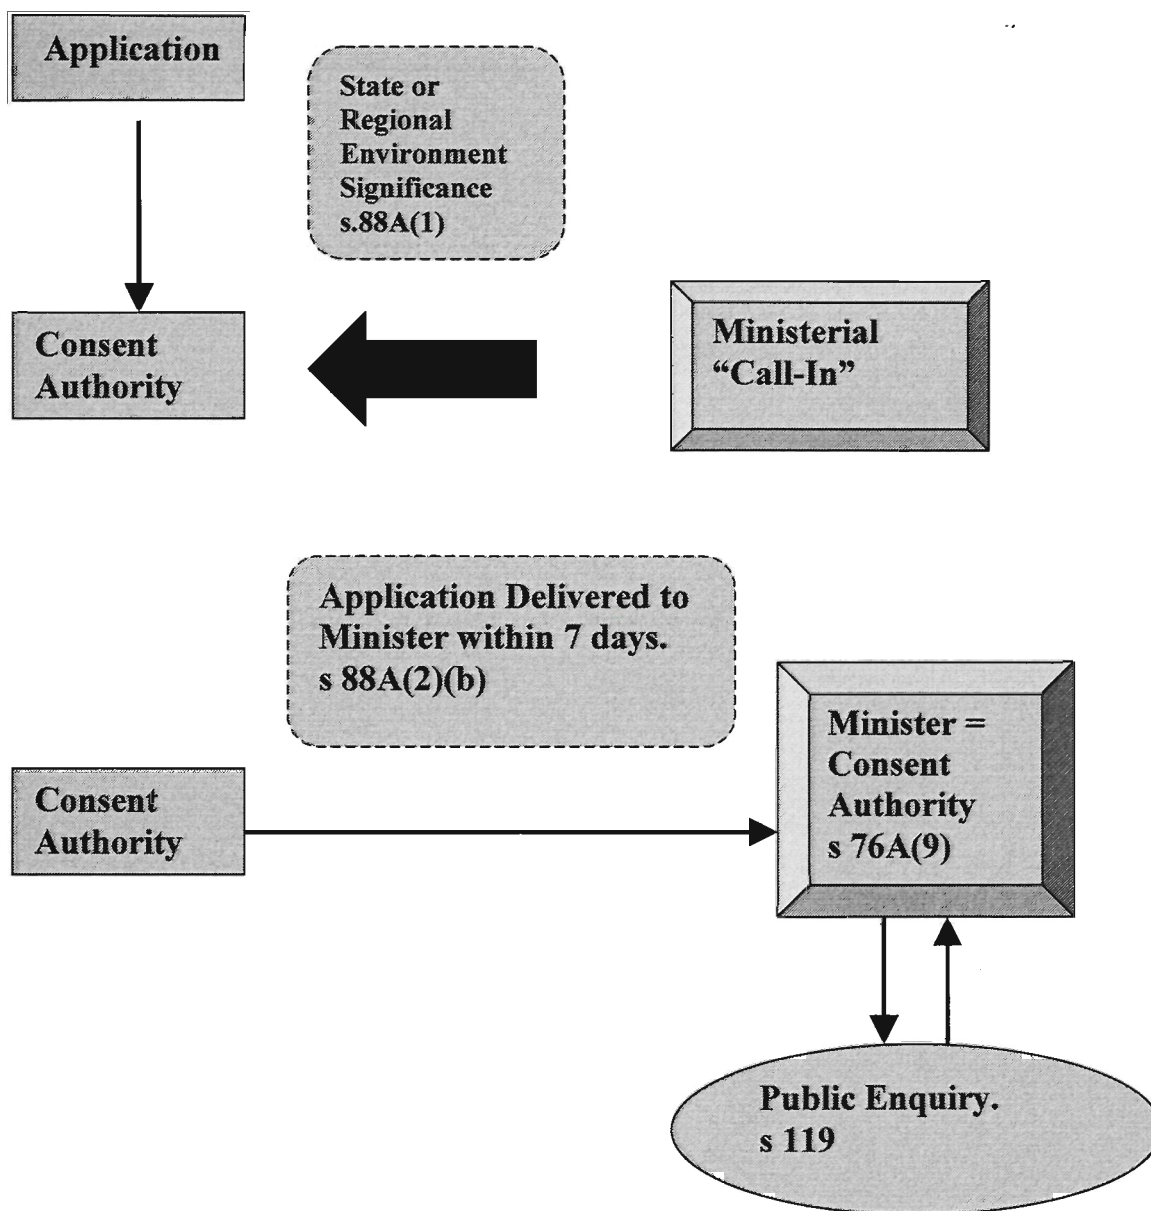 Application
State or
Regional
Environment
Significance
s.88A(1)
Consent
Authority
Ministerial
“Call-In”
Application Delivered to
Minister within 7 days.
s 88A(2)(b)
Consent
Authority
Minister =
Consent
Authority
s 76A(9)
Public Enquiry.
s 119